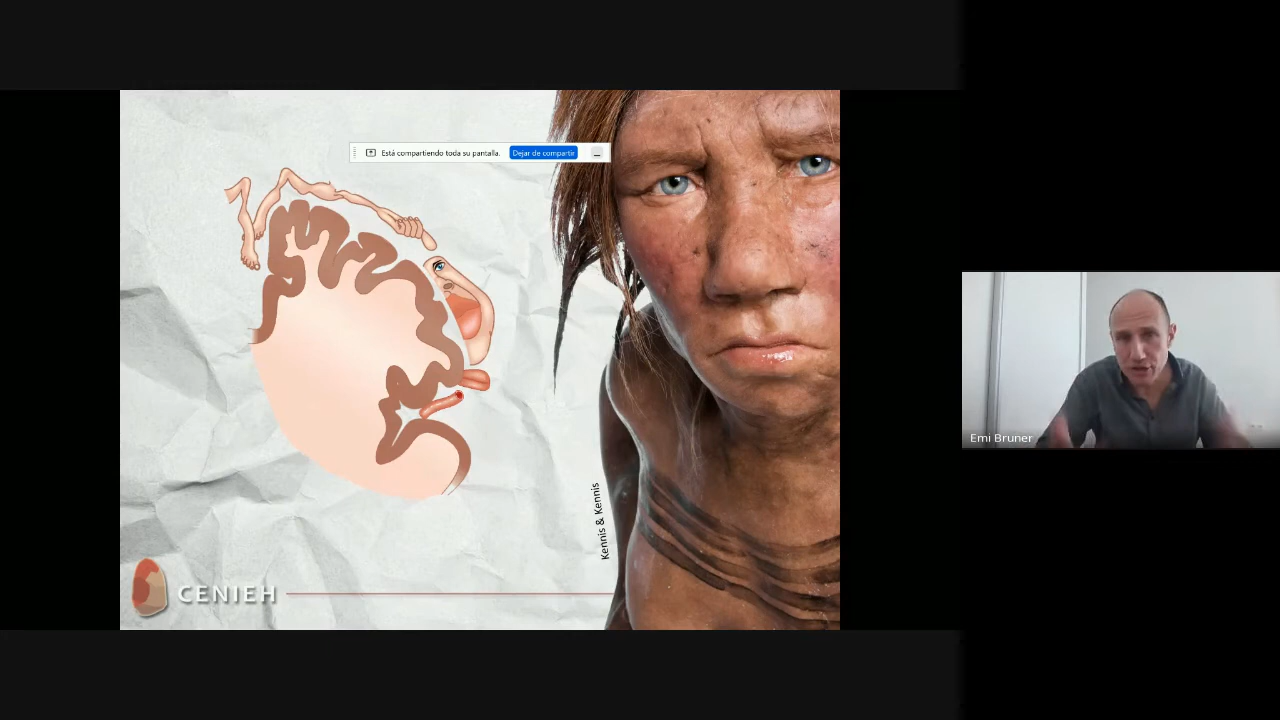 Está compartiendo toda su pantalla.
Dejar de compartir
Kennis & Kennis
CENIEH
Emi Bruner